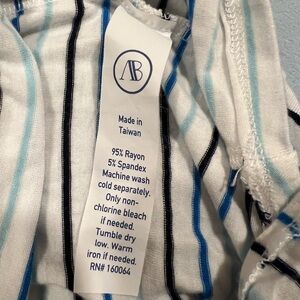 AB
Made in
Taiwan
95% Rayon
5% Spandex
Machine wash
cold separately.
Only non-
chlorine bleach
if needed.
Tumble dry
low. Warm
iron if needed.
RN# 160064